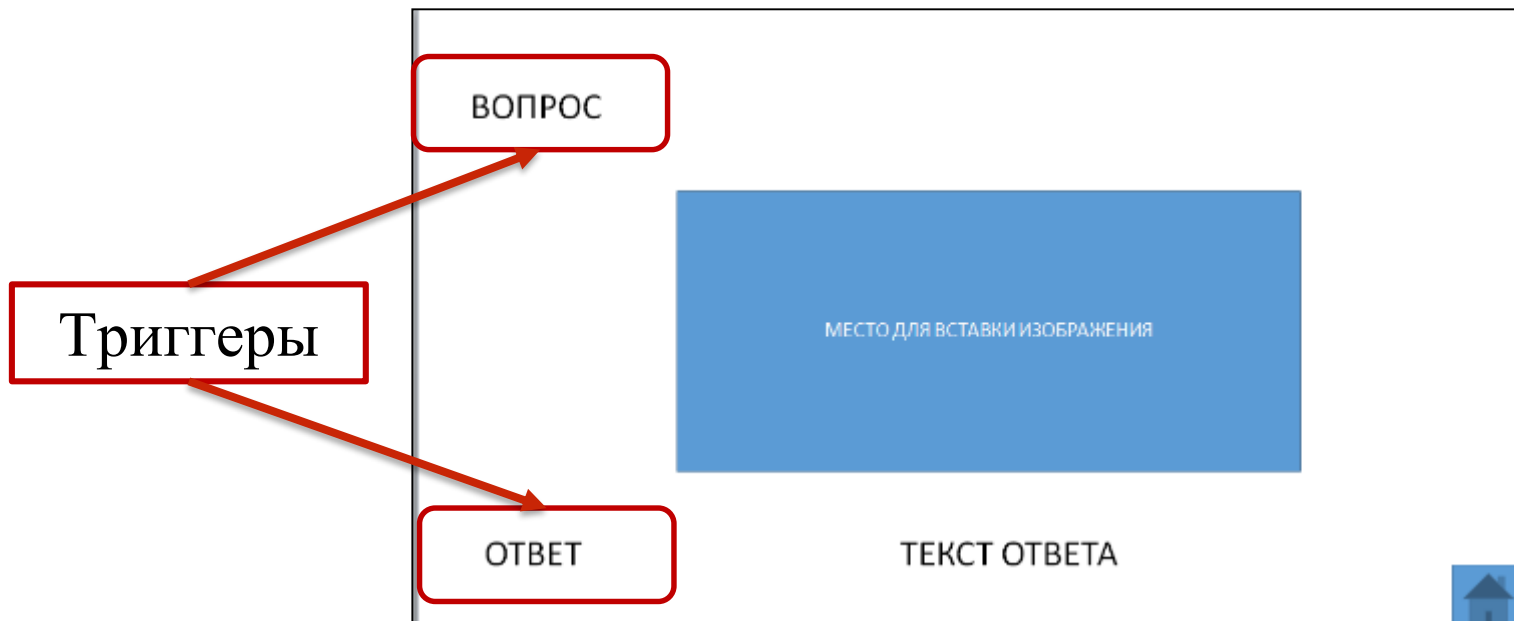 ВОПРОС
МЕСТО ДЛЯ ВСТАВКИ ИЗОБРАЖЕНИЯ
Триггеры
ОТВЕТ
ТЕКСТ ОТВЕТА